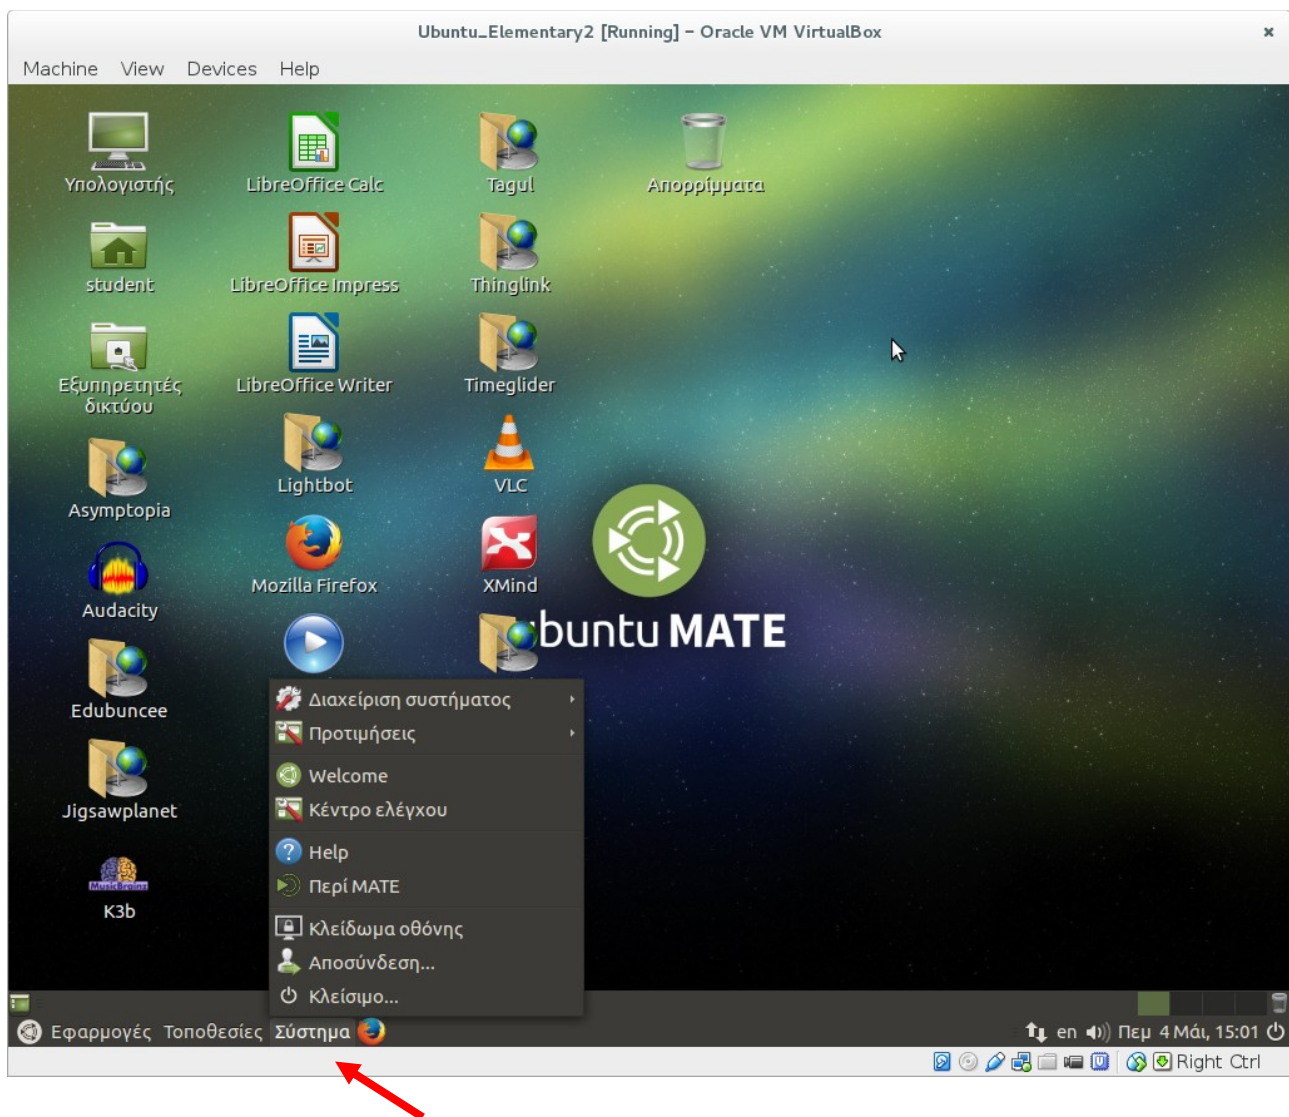 Ubuntu_Elementary2 [Running] – Oracle VM VirtualBox
Machine View Devices Help
Υπολογιστής
LibreOffice Calc
Tagul
Απορρίμματα
student
LibreOffice Impress
Thinglink
Εξυπηρετητές
δικτύου
LibreOffice Writer
Timeglider
Asymptopia
Lightbot
VLC
Audacity
Mozilla Firefox
XMind
buntu MATE
Edubuncee
Jigsawplanet
MusicBrainz
K3b
Διαχείριση συστήματος
Προτιμήσεις
Welcome
Κέντρο ελέγχου
Help
Περί MATE
Κλείδωμα οθόνης
Αποσύνδεση...
Κλείσιμο...
Εφαρμογές Τοποθεσίες Σύστημα
en Πεμ 4 Μάι, 15:01
Right Ctrl